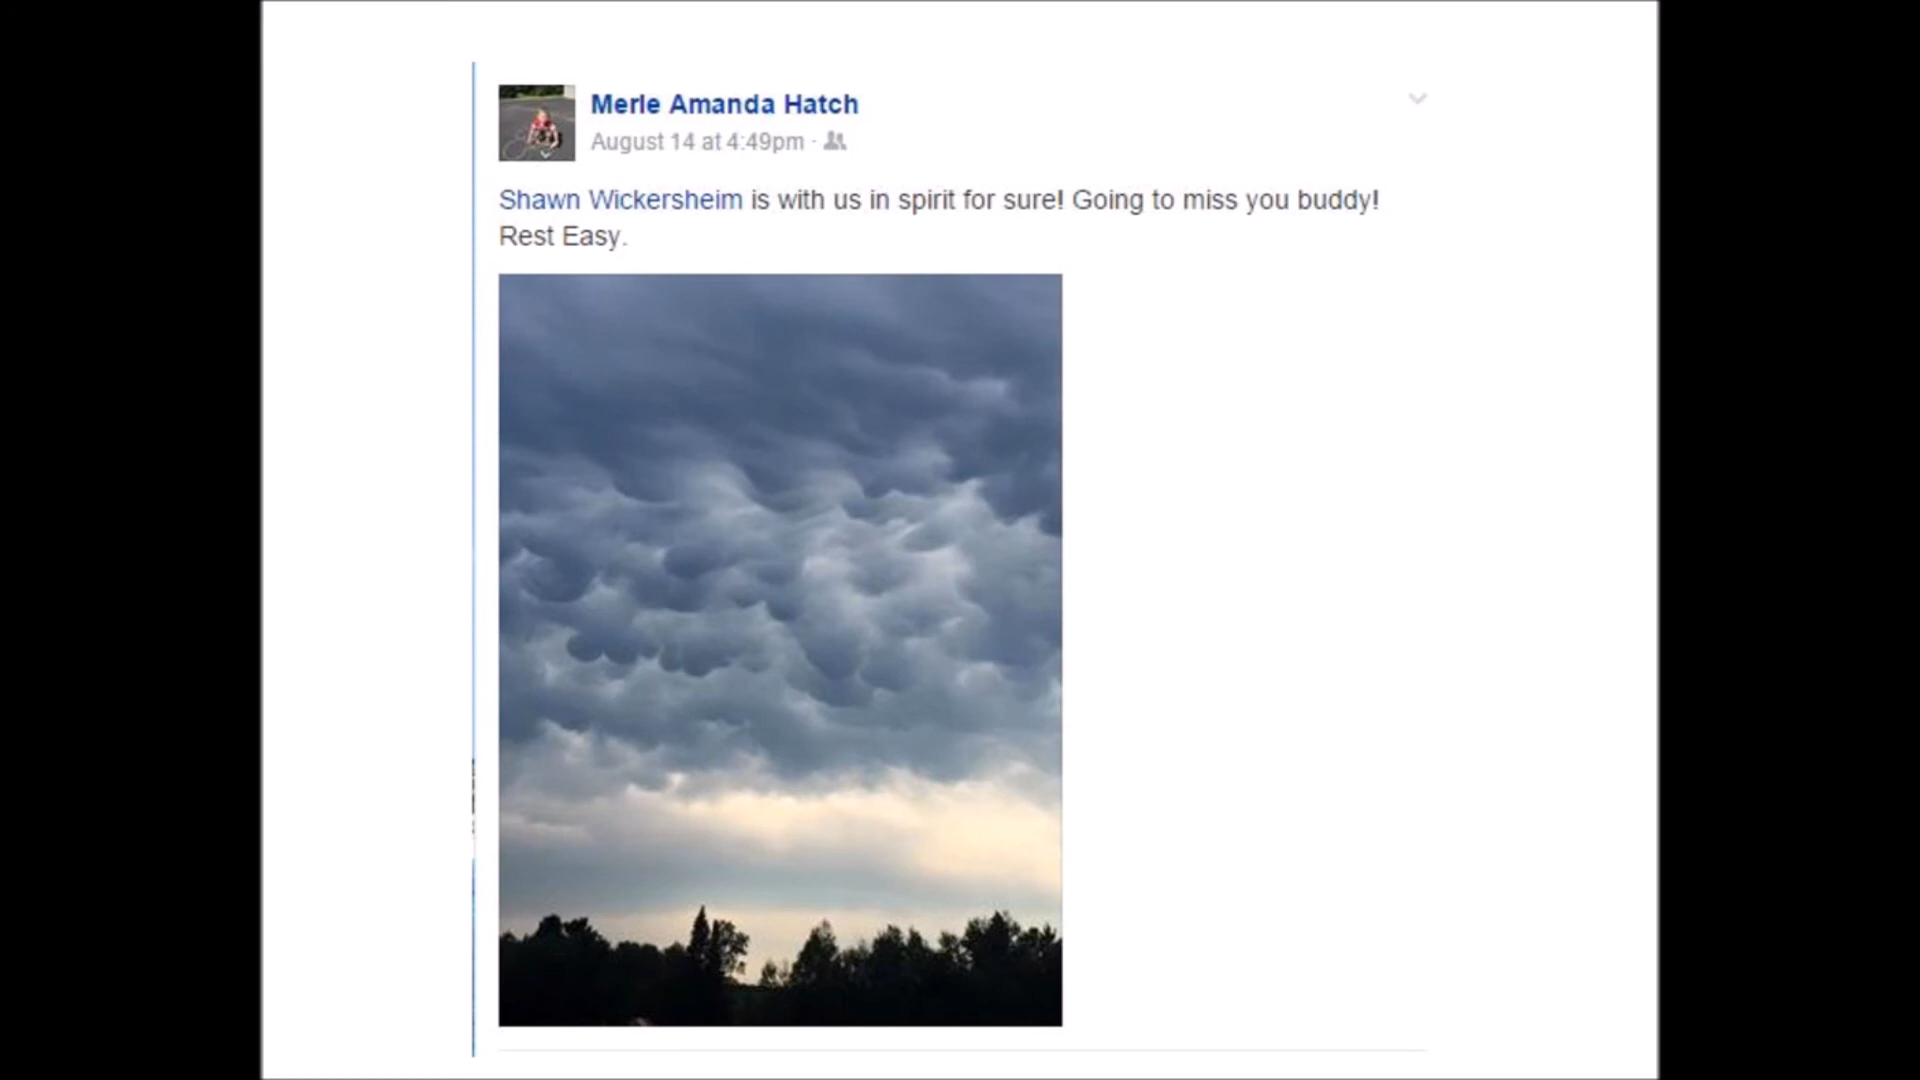 Merle Amanda Hatch
August 14 at 4:49pm ·
Shawn Wickersheim is with us in spirit for sure! Going to miss you buddy!
Rest Easy.